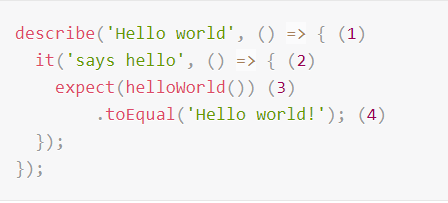 describe('Hello world', () => { (1)
  it('says hello', () => { (2)
    expect(helloWorld()) (3)
        .toEqual('Hello world!'); (4)
  });
});